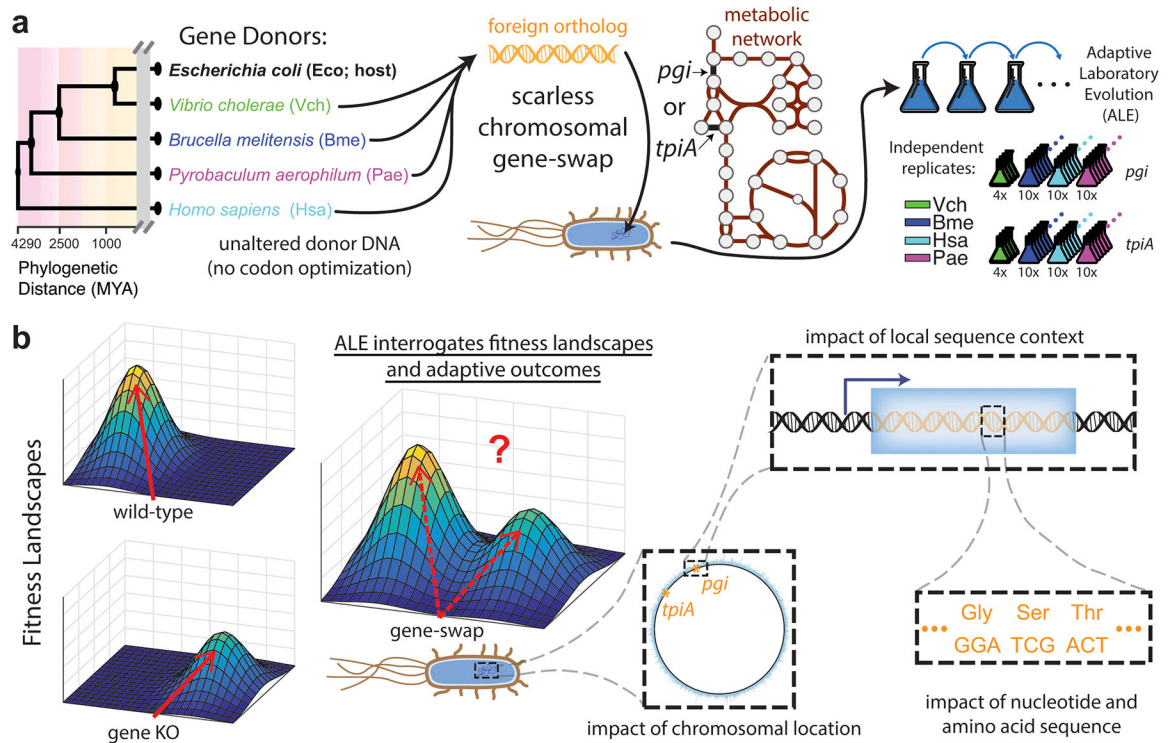 a
Gene Donors:
Escherichia coli (Eco; host)
Vibrio cholerae (Vch)
Brucella melitensis (Bme)
Pyrobaculum aerophilum (Pae)
Homo sapiens (Hsa)
4290 2500 1000
Phylogenetic
Distance (MYA)
unaltered donor DNA
(no codon optimization)
foreign ortholog
scarless
chromosomal
gene-swap
metabolic
network
pgi
or
tpiA
Adaptive
Laboratory
Evolution
(ALE)
Independent
replicates:
Vch
Bme
Hsa
Pae
pgi
4x 10x 10x 10x
tpiA
4x 10x 10x 10x
b
Fitness Landscapes
wild-type
gene KO
ALE interrogates fitness landscapes
and adaptive outcomes
?
gene-swap
pgi
tpiA
impact of chromosomal location
impact of local sequence context
Gly Ser Thr
GGA TCG ACT
impact of nucleotide and
amino acid sequence